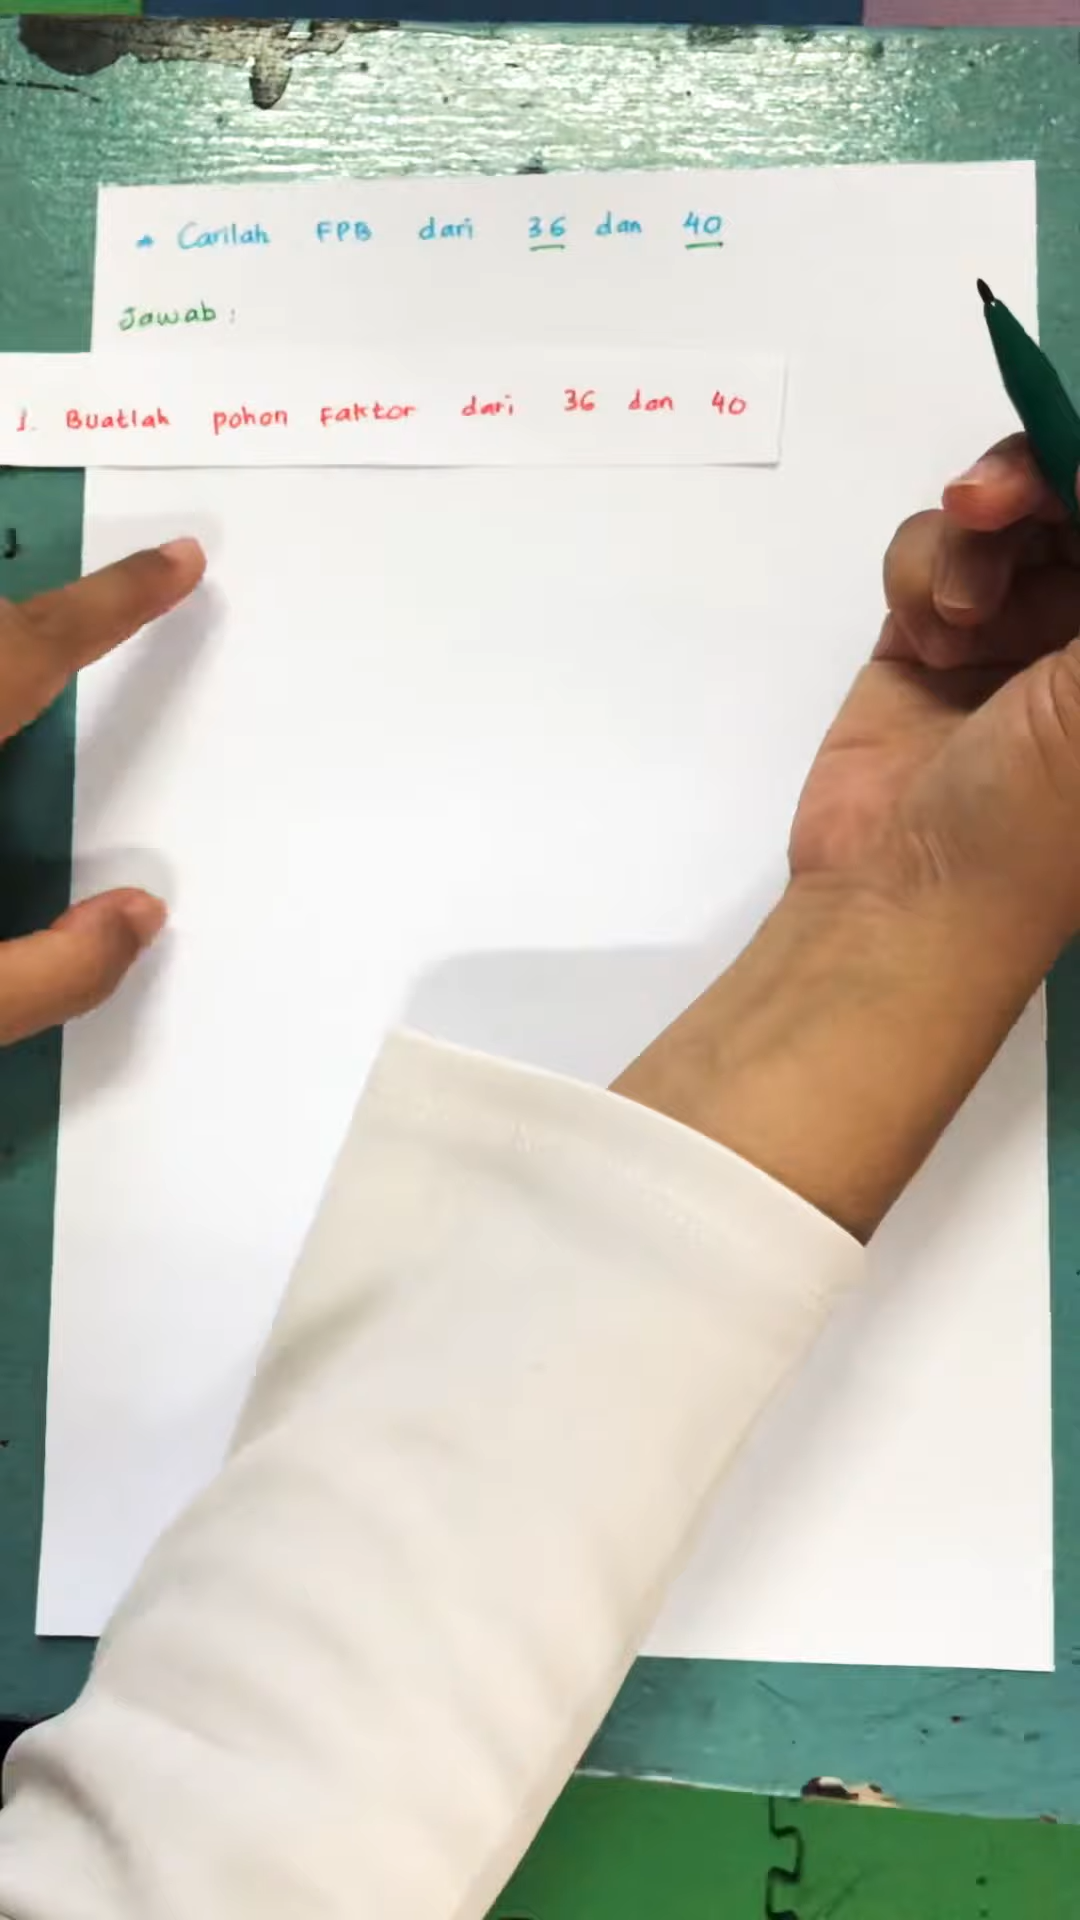 * Carilah FPB dari 36 dan 40
Jawab :
1. Buatlah pohon Faktor dari 36 dan 40